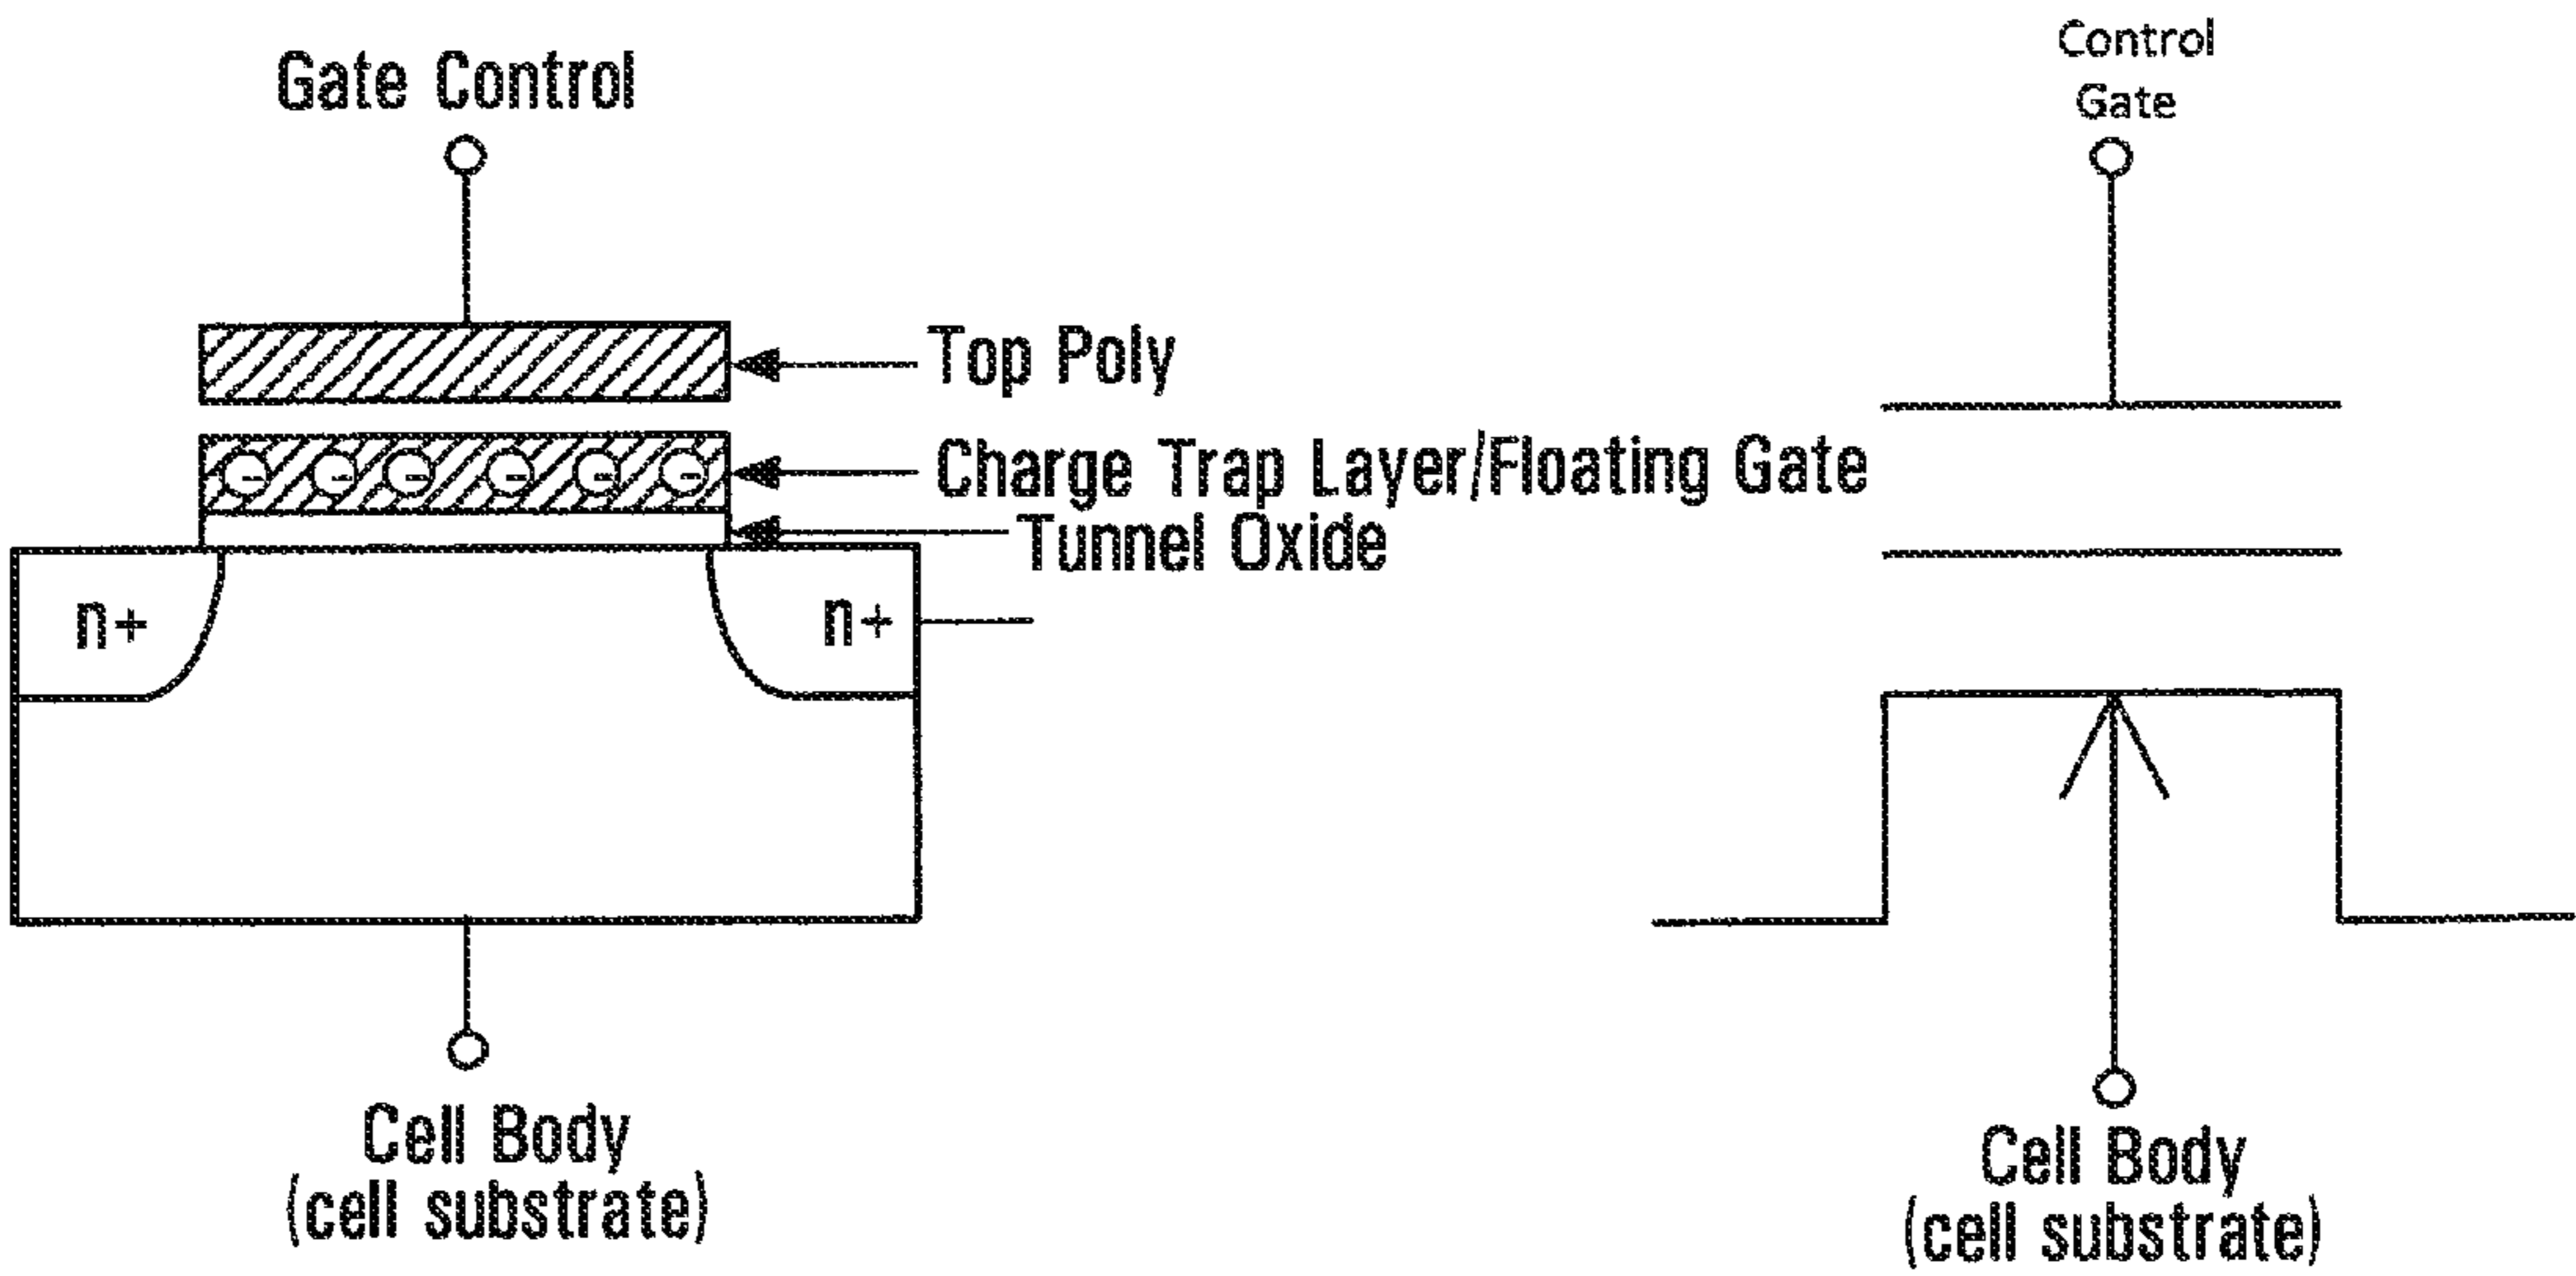 Gate Control
Top Poly
Charge Trap Layer/Floating Gate
Tunnel Oxide
n+
n+
Cell Body
(cell substrate)
Control
Gate
Cell Body
(cell substrate)